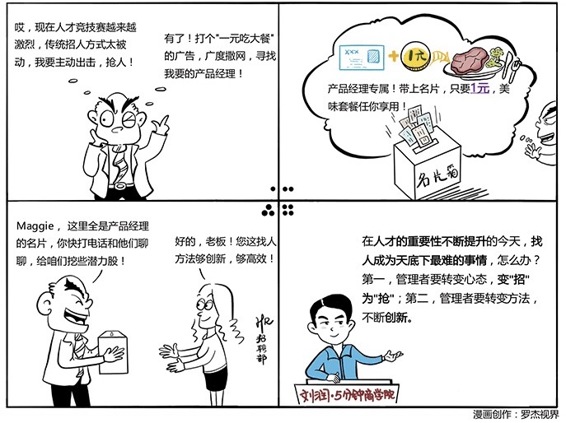 哎，现在人才竞技赛越来越
激烈，传统招人方式太被
动，我要主动出击，抢人！
有了！打个"一元吃大餐"
的广告，广度撒网，寻找
我要的产品经理！
XXX
1元
产品经理专属！带上名片，只要1元，美
味套餐任你享用！
名片箱
Maggie， 这里全是产品经理
的名片，你快打电话和他们聊
聊，给咱们挖些潜力股！
好的，老板！您这找人
方法够创新，够高效！
HR
招聘部
在人才的重要性不断提升的今天，找
人成为天底下最难的事情，怎么办？
第一，管理者要转变心态，变"招"
为"抢"；第二，管理者要转变方法，
不断创新。
刘润·5分钟商学院
漫画创作：罗杰视界